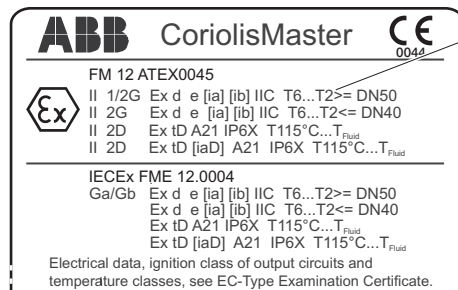 ABB CoriolisMaster CE
0044
FM 12 ATEX0045
Ex
II 1/2G Ex d e [ia] [ib] IIC T6...T2>= DN50
II 2G Ex d e [ia] [ib] IIC T6...T2<= DN40
II 2D Ex tD A21 IP6X T115°C...TFluid
II 2D Ex tD [iaD] A21 IP6X T115°C...TFluid
IECEx FME 12.0004
Ga/Gb Ex d e [ia] [ib] IIC T6...T2>= DN50
Ex d e [ia] [ib] IIC T6...T2<= DN40
Ex tD A21 IP6X T115°C...TFluid
Ex tD [iaD] A21 IP6X T115°C...TFluid
Electrical data, ignition class of output circuits and
temperature classes, see EC-Type Examination Certificate.